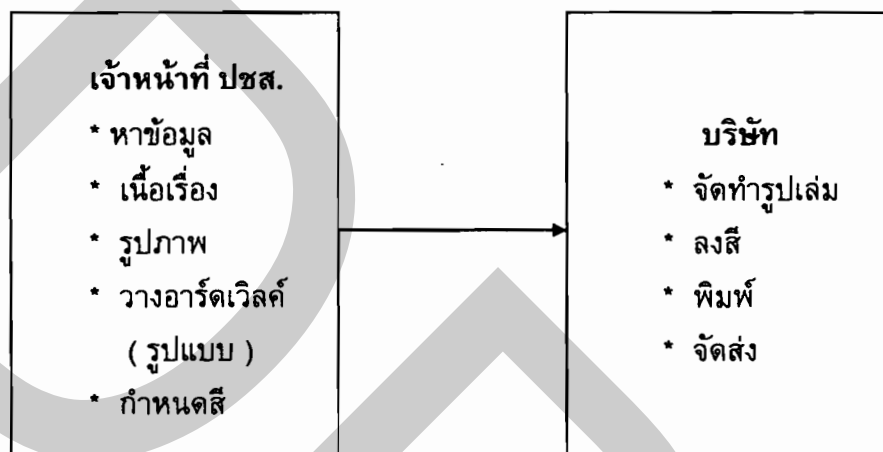 เจ้าหน้าที่ ปชส.
* หาข้อมูล
* เนื้อเรื่อง
* รูปภาพ
* วางอาร์ดเวิลค์
( รูปแบบ )
* กำหนดสี
บริษัท
* จัดทำรูปเล่ม
* ลงสี
* พิมพ์
* จัดส่ง